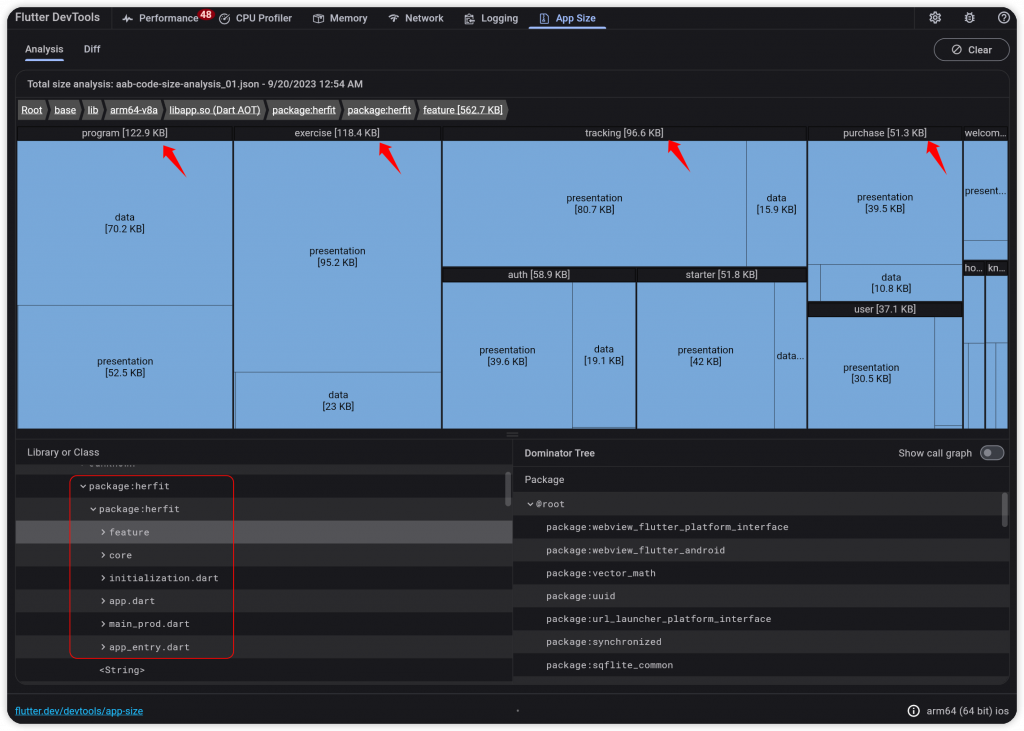 Flutter DevTools
Performance 48
CPU Profiler
Memory
Network
Logging
App Size
Analysis
Diff
Clear
Total size analysis: aab-code-size-analysis_01.json - 9/20/2023 12:54 AM
Root
base
lib
arm64-v8a
libapp.so (Dart AOT)
package:herfit
package:herfit
feature [562.7 KB]
program [122.9 KB]
exercise [118.4 KB]
tracking [96.6 KB]
purchase [51.3 KB]
welcom...
data
[70.2 KB]
presentation
[52.5 KB]
presentation
[95.2 KB]
data
[23 KB]
presentation
[80.7 KB]
data
[15.9 KB]
presentation
[39.5 KB]
data
[10.8 KB]
present...
auth [58.9 KB]
starter [51.8 KB]
user [37.1 KB]
ho...
kn...
presentation
[39.6 KB]
data
[19.1 KB]
presentation
[42 KB]
data...
presentation
[30.5 KB]
Library or Class
package:herfit
package:herfit
feature
core
initialization.dart
app.dart
main_prod.dart
app_entry.dart
<String>
Dominator Tree
Show call graph
Package
@root
package:webview_flutter_platform_interface
package:webview_flutter_android
package:vector_math
package:uuid
package:url_launcher_platform_interface
package:synchronized
package:sqflite_common
flutter.dev/devtools/app-size
arm64 (64 bit) ios